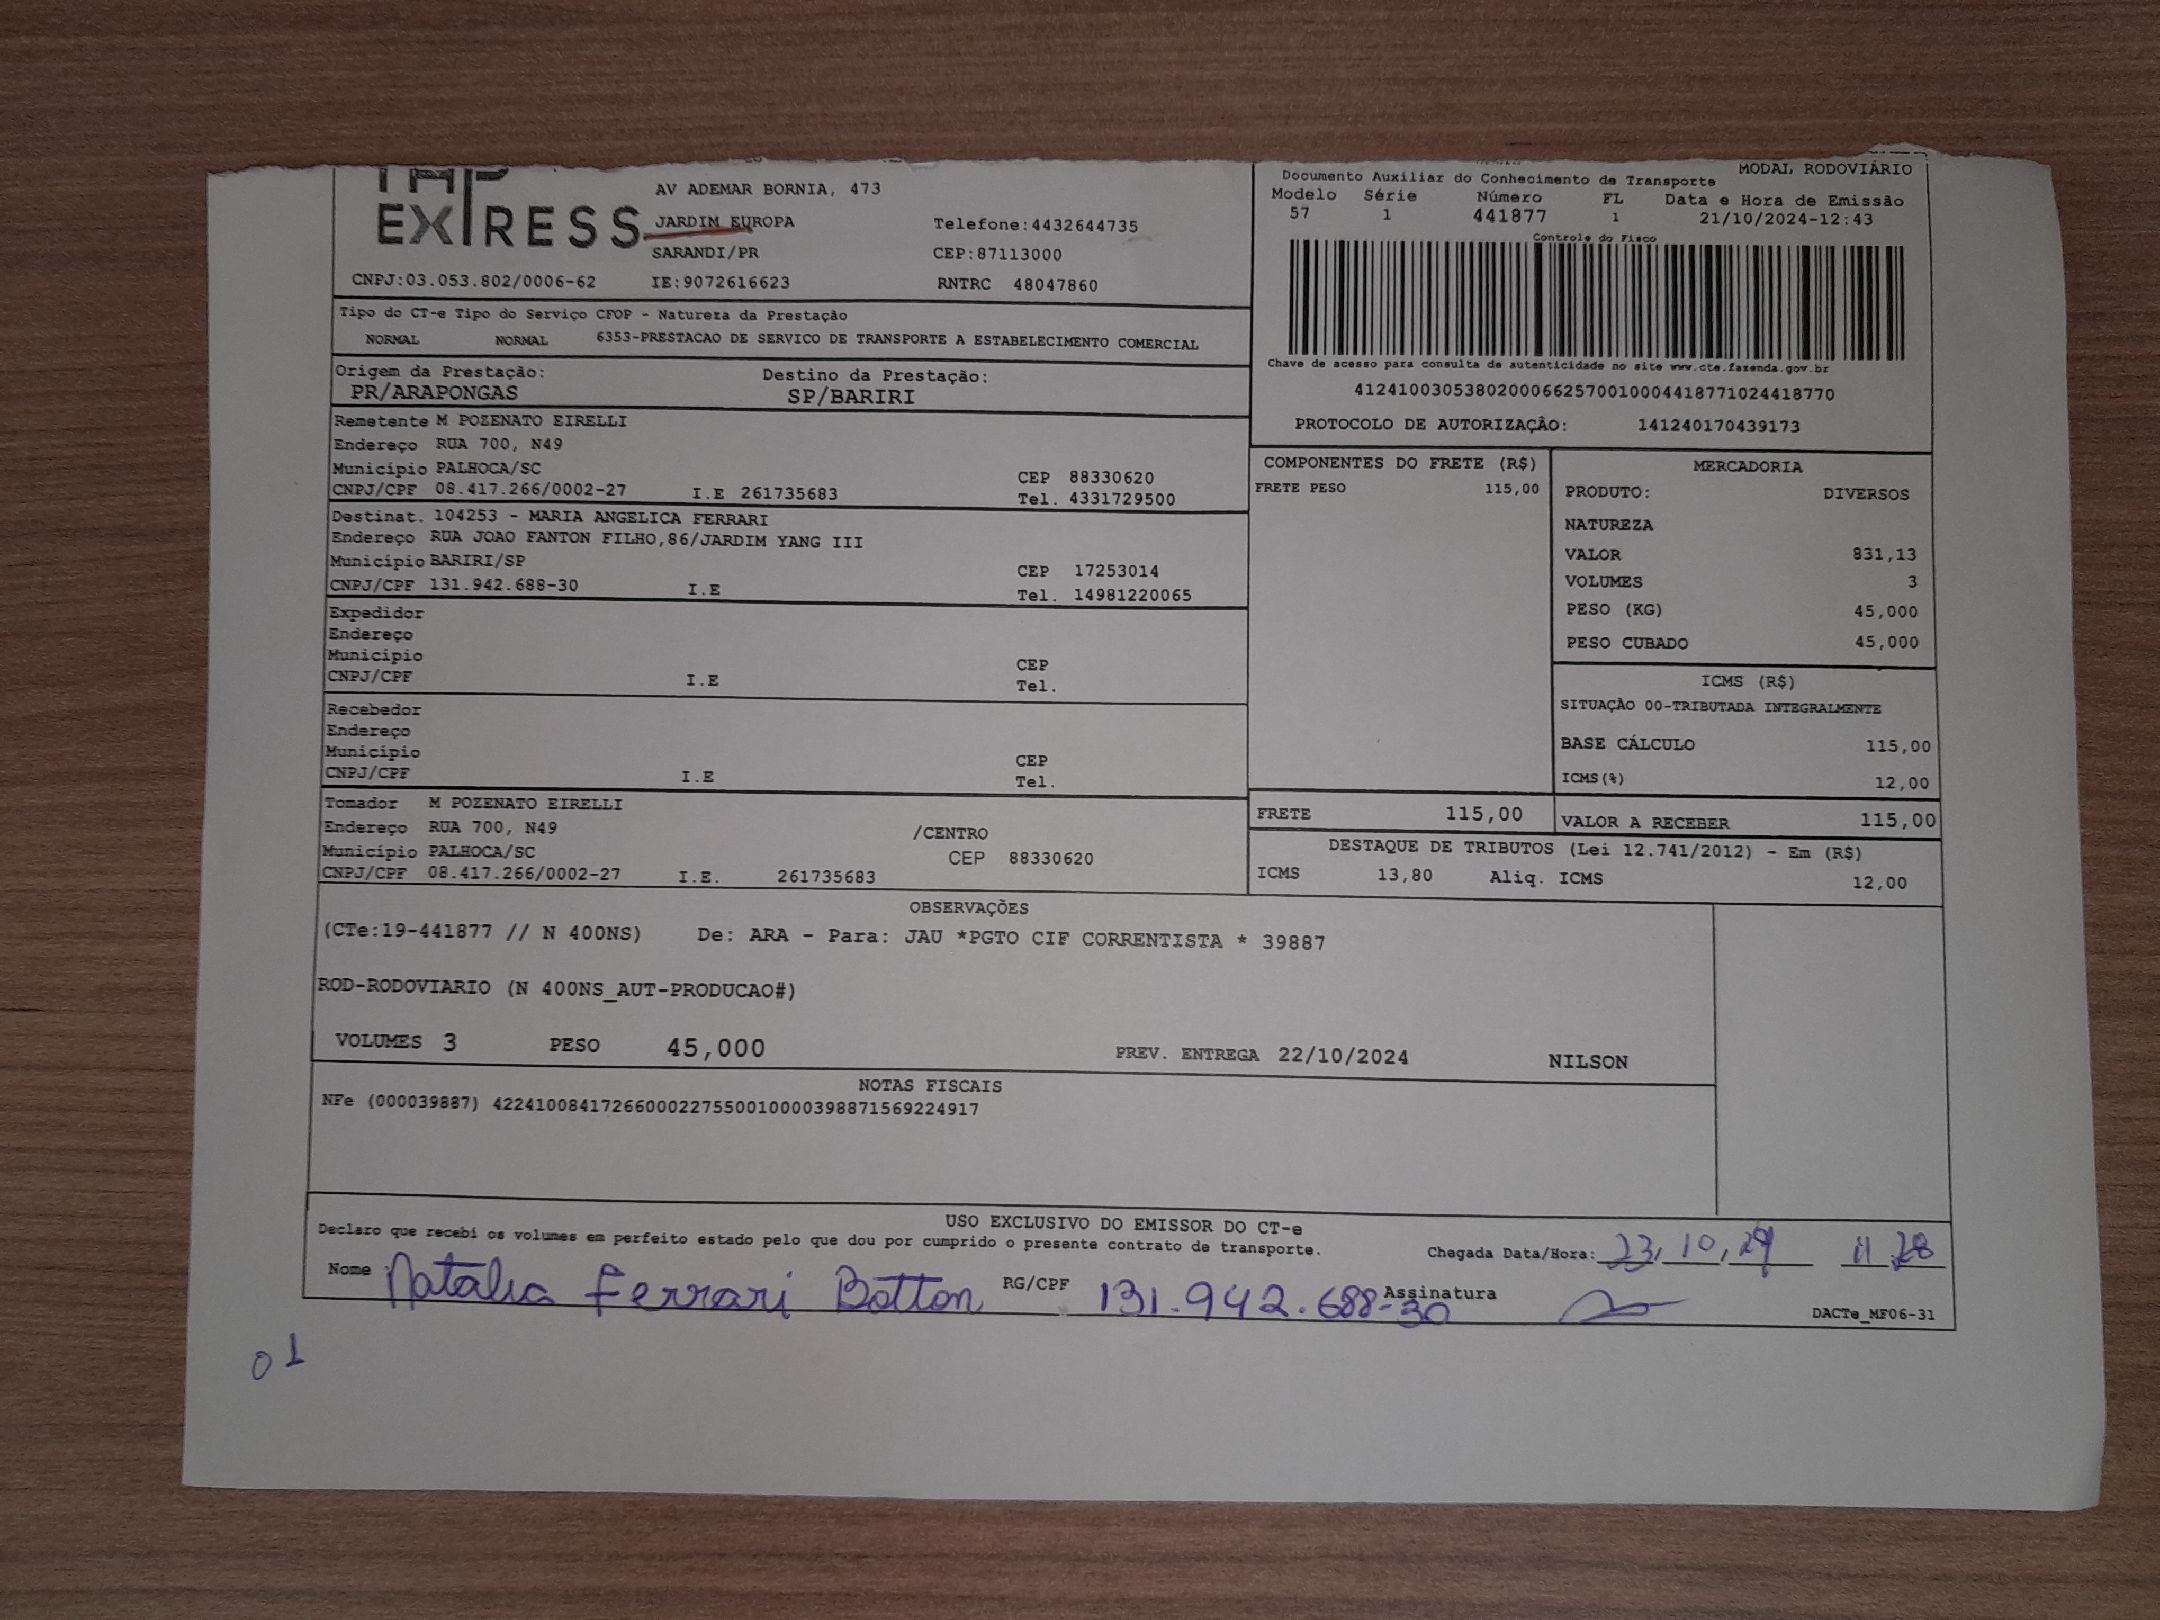 EXPRESS
AV ADEMAR BORNIA, 473
JARDIM EUROPA Telefone:4432644735
SARANDI/PR CEP:87113000
CNPJ:03.053.802/0006-62 IE:9072616623 RNTRC 48047860
MODAL RODOVIÁRIO
Documento Auxiliar do Conhecimento de Transporte
Modelo Série Número FL Data e Hora de Emissão
57 1 441877 1 21/10/2024-12:43
Controle do Fisco
Chave de acesso para consulta de autenticidade no site www.cte.fazenda.gov.br
41241003053802000662570010004418771024418770
PROTOCOLO DE AUTORIZAÇÃO: 141240170439173
Tipo do CT-e Tipo do Serviço CFOP - Natureza da Prestação
NORMAL NORMAL 6353-PRESTACAO DE SERVICO DE TRANSPORTE A ESTABELECIMENTO COMERCIAL
Origem da Prestação: Destino da Prestação:
PR/ARAPONGAS SP/BARIRI
Remetente M POZENATO EIRELLI
Endereço RUA 700, N49
Município PALHOCA/SC CEP 88330620
CNPJ/CPF 08.417.266/0002-27 I.E 261735683 Tel. 4331729500
Destinat. 104253 - MARIA ANGELICA FERRARI
Endereço RUA JOAO FANTON FILHO,86/JARDIM YANG III
Município BARIRI/SP CEP 17253014
CNPJ/CPF 131.942.688-30 I.E Tel. 14981220065
Expedidor
Endereço
Município CEP
CNPJ/CPF I.E Tel.
Recebedor
Endereço
Município CEP
CNPJ/CPF I.E Tel.
Tomador M POZENATO EIRELLI
Endereço RUA 700, N49 /CENTRO
Município PALHOCA/SC CEP 88330620
CNPJ/CPF 08.417.266/0002-27 I.E. 261735683
COMPONENTES DO FRETE (R$)
FRETE PESO 115,00
MERCADORIA
PRODUTO: DIVERSOS
NATUREZA
VALOR 831,13
VOLUMES 3
PESO (KG) 45,000
PESO CUBADO 45,000
ICMS (R$)
SITUAÇÃO 00-TRIBUTADA INTEGRALMENTE
BASE CÁLCULO 115,00
ICMS(%) 12,00
FRETE 115,00 VALOR A RECEBER 115,00
DESTAQUE DE TRIBUTOS (Lei 12.741/2012) - Em (R$)
ICMS 13,80 Aliq. ICMS 12,00
OBSERVAÇÕES
(CTe:19-441877 // N 400NS) De: ARA - Para: JAU *PGTO CIF CORRENTISTA * 39887
ROD-RODOVIARIO (N 400NS_AUT-PRODUCAO#)
VOLUMES 3 PESO 45,000 PREV. ENTREGA 22/10/2024 NILSON
NOTAS FISCAIS
NFe (000039887) 42241008417266000227550010000398871569224917
USO EXCLUSIVO DO EMISSOR DO CT-e
Declaro que recebi os volumes em perfeito estado pelo que dou por cumprido o presente contrato de transporte.
Chegada Data/Hora: 23,10,24 11 28
Nome Natalia Ferrari Botton RG/CPF 131.942.688-30 Assinatura
DACTe_MF06-31
01